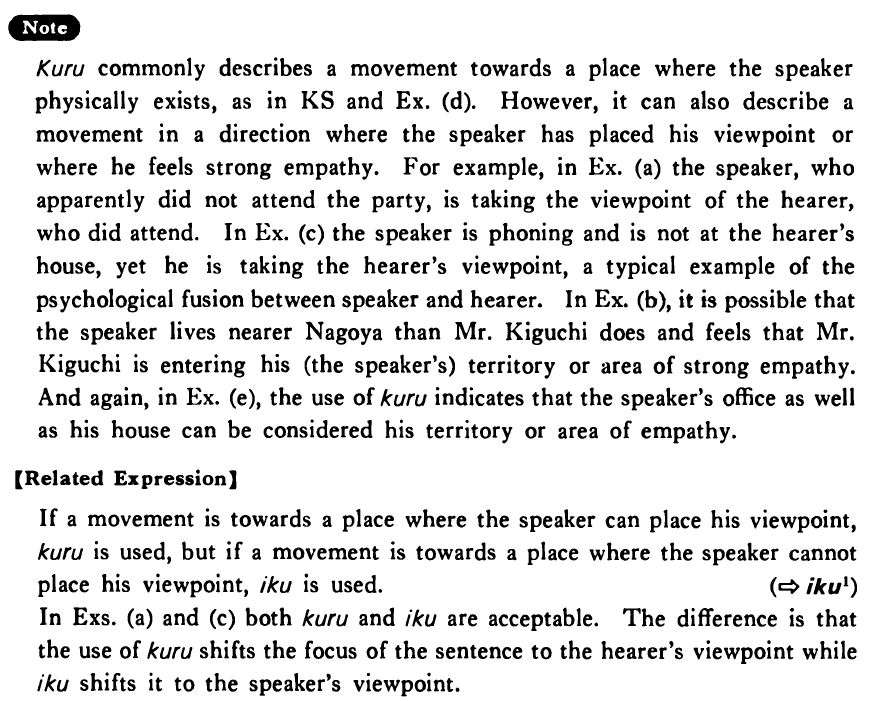 Note
Kuru commonly describes a movement towards a place where the speaker
physically exists, as in KS and Ex. (d). However, it can also describe a
movement in a direction where the speaker has placed his viewpoint or
where he feels strong empathy. For example, in Ex. (a) the speaker, who
apparently did not attend the party, is taking the viewpoint of the hearer,
who did attend. In Ex. (c) the speaker is phoning and is not at the hearer's
house, yet he is taking the hearer's viewpoint, a typical example of the
psychological fusion between speaker and hearer. In Ex. (b), it is possible that
the speaker lives nearer Nagoya than Mr. Kiguchi does and feels that Mr.
Kiguchi is entering his (the speaker's) territory or area of strong empathy.
And again, in Ex. (e), the use of kuru indicates that the speaker's office as well
as his house can be considered his territory or area of empathy.
【Related Expression】
If a movement is towards a place where the speaker can place his viewpoint,
kuru is used, but if a movement is towards a place where the speaker cannot
place his viewpoint, iku is used. (⇨ iku¹)
In Exs. (a) and (c) both kuru and iku are acceptable. The difference is that
the use of kuru shifts the focus of the sentence to the hearer's viewpoint while
iku shifts it to the speaker's viewpoint.